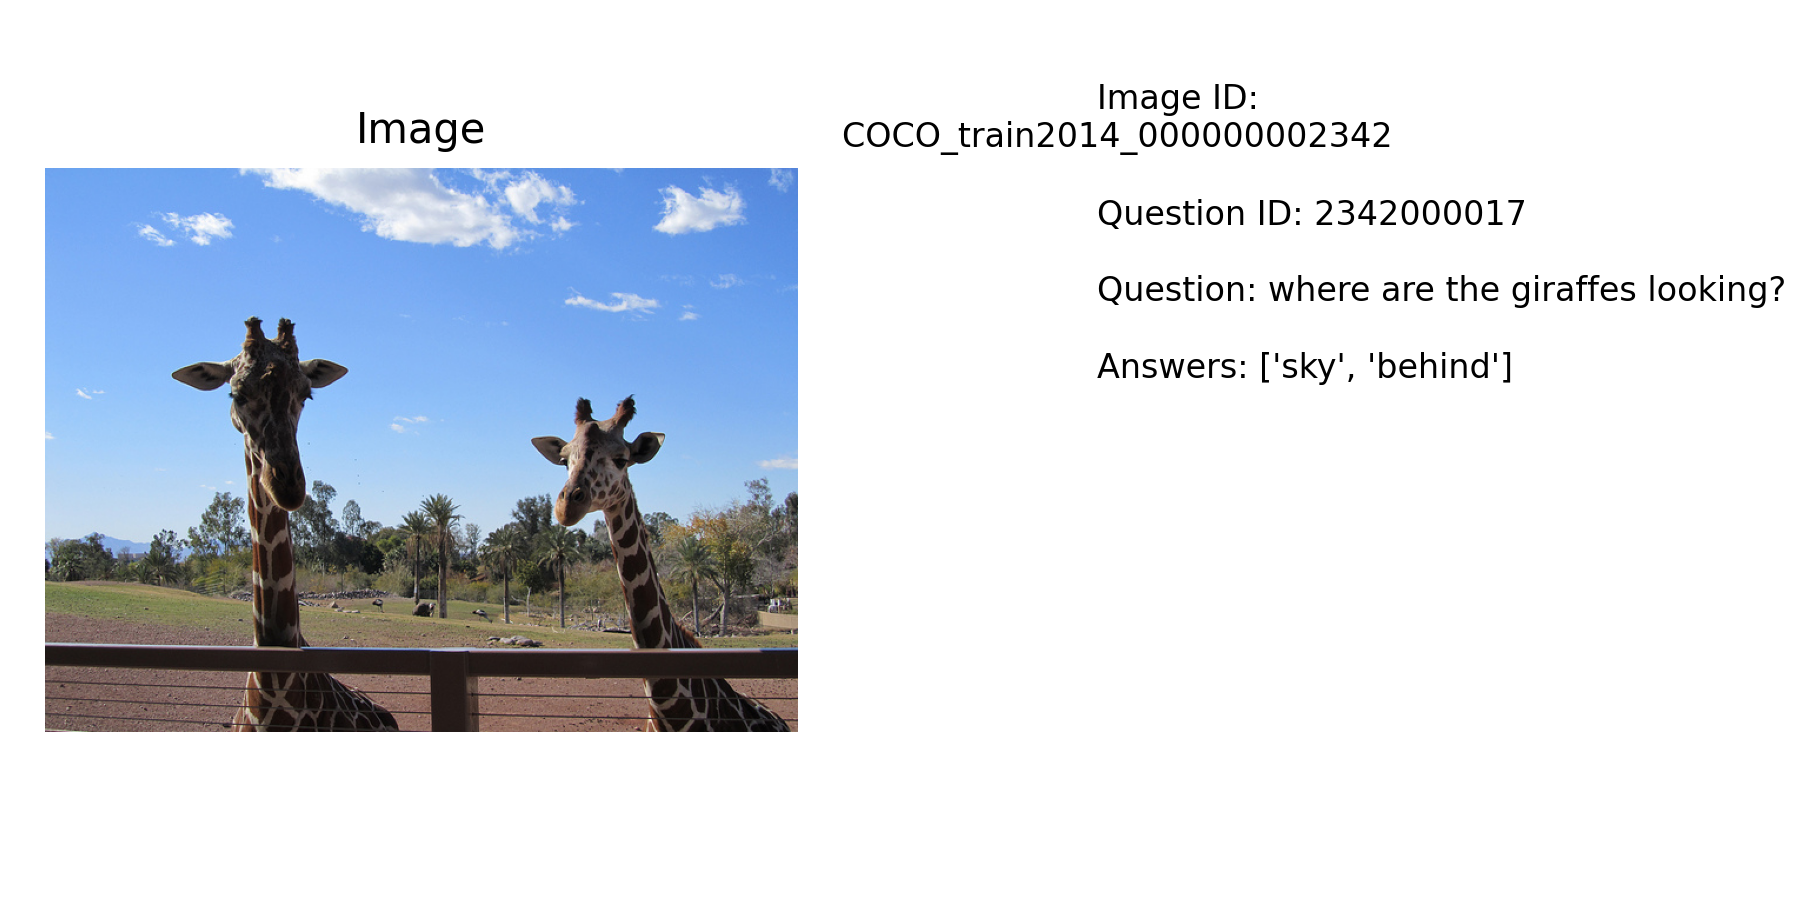 Image
Image ID:
COCO_train2014_000000002342
Question ID: 2342000017
Question: where are the giraffes looking?
Answers: ['sky', 'behind']